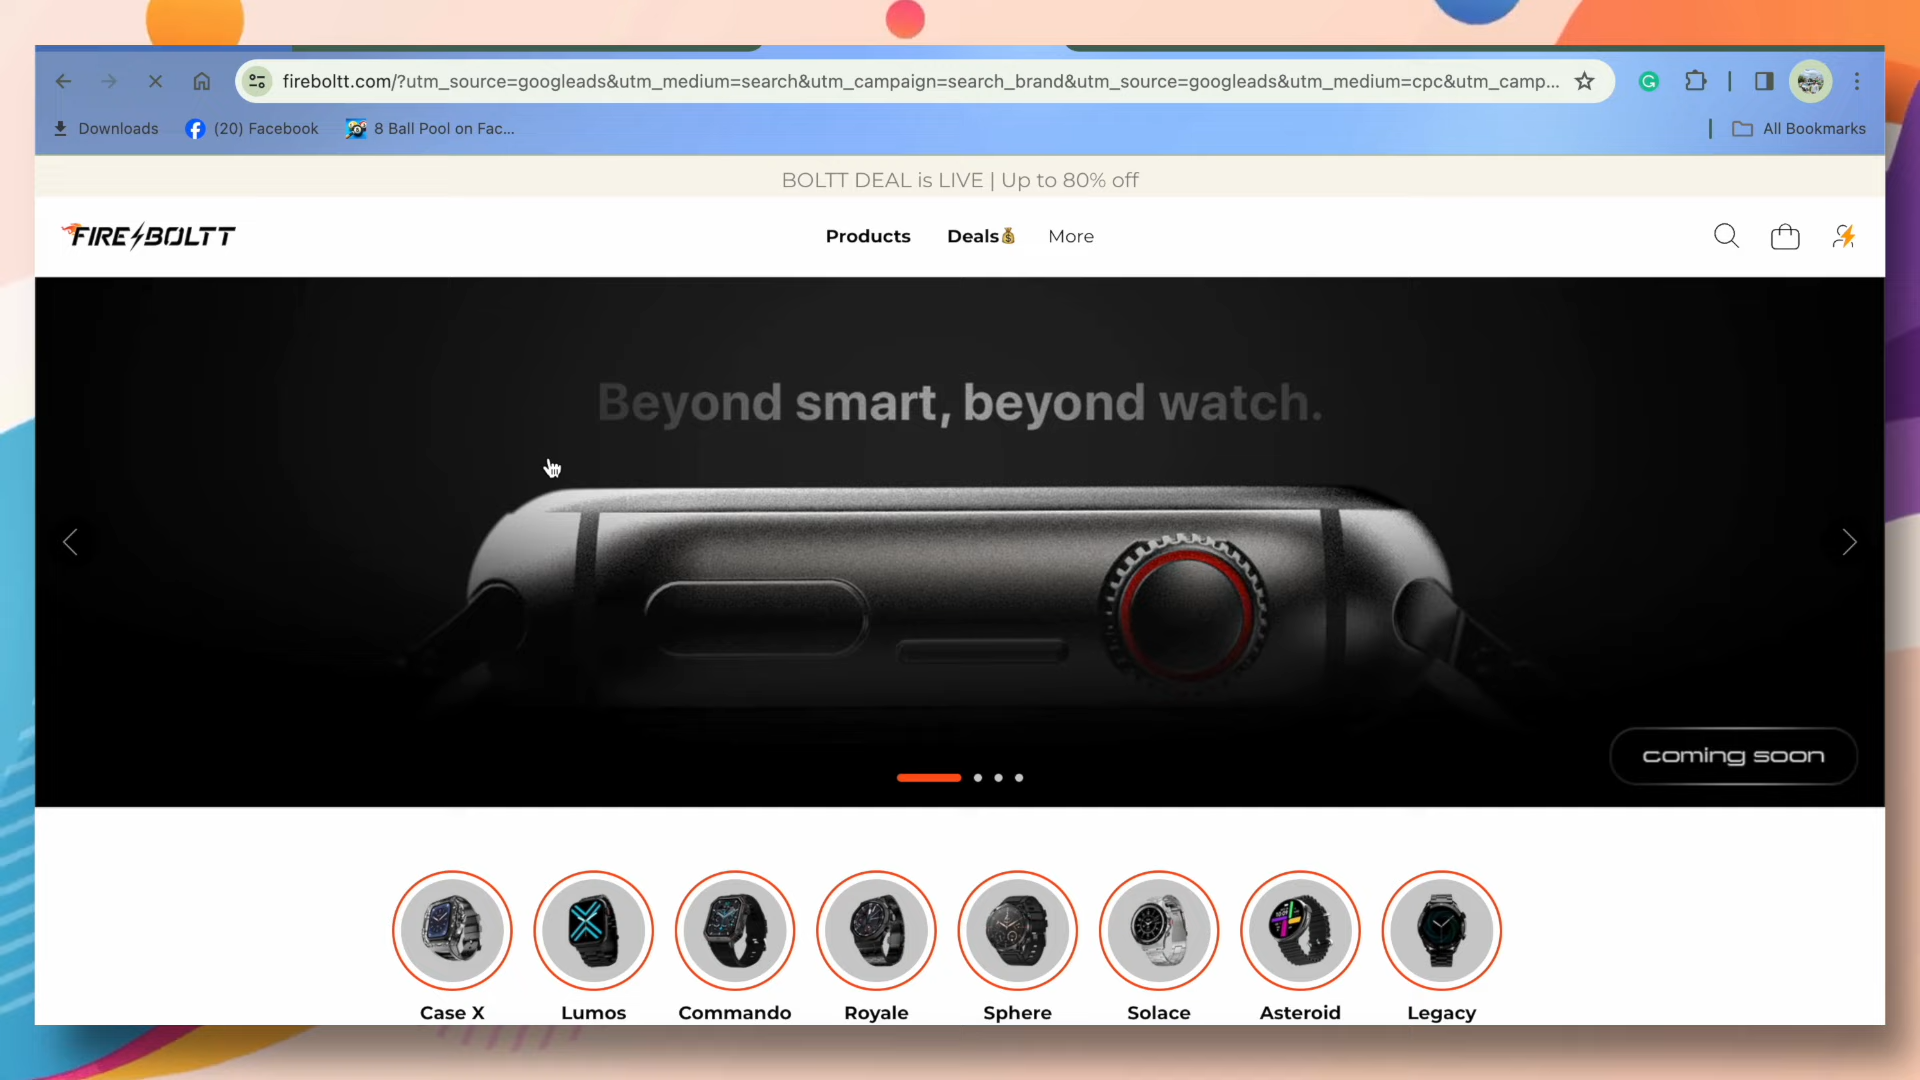 fireboltt.com/?utm_source=googleads&utm_medium=search&utm_campaign=search_brand&utm_source=googleads&utm_medium=cpc&utm_camp...
Downloads (20) Facebook 8 Ball Pool on Fac... All Bookmarks
BOLTT DEAL is LIVE | Up to 80% off
FIRE BOLTT Products Deals More
Beyond smart, beyond watch.
coming soon
Case X Lumos Commando Royale Sphere Solace Asteroid Legacy